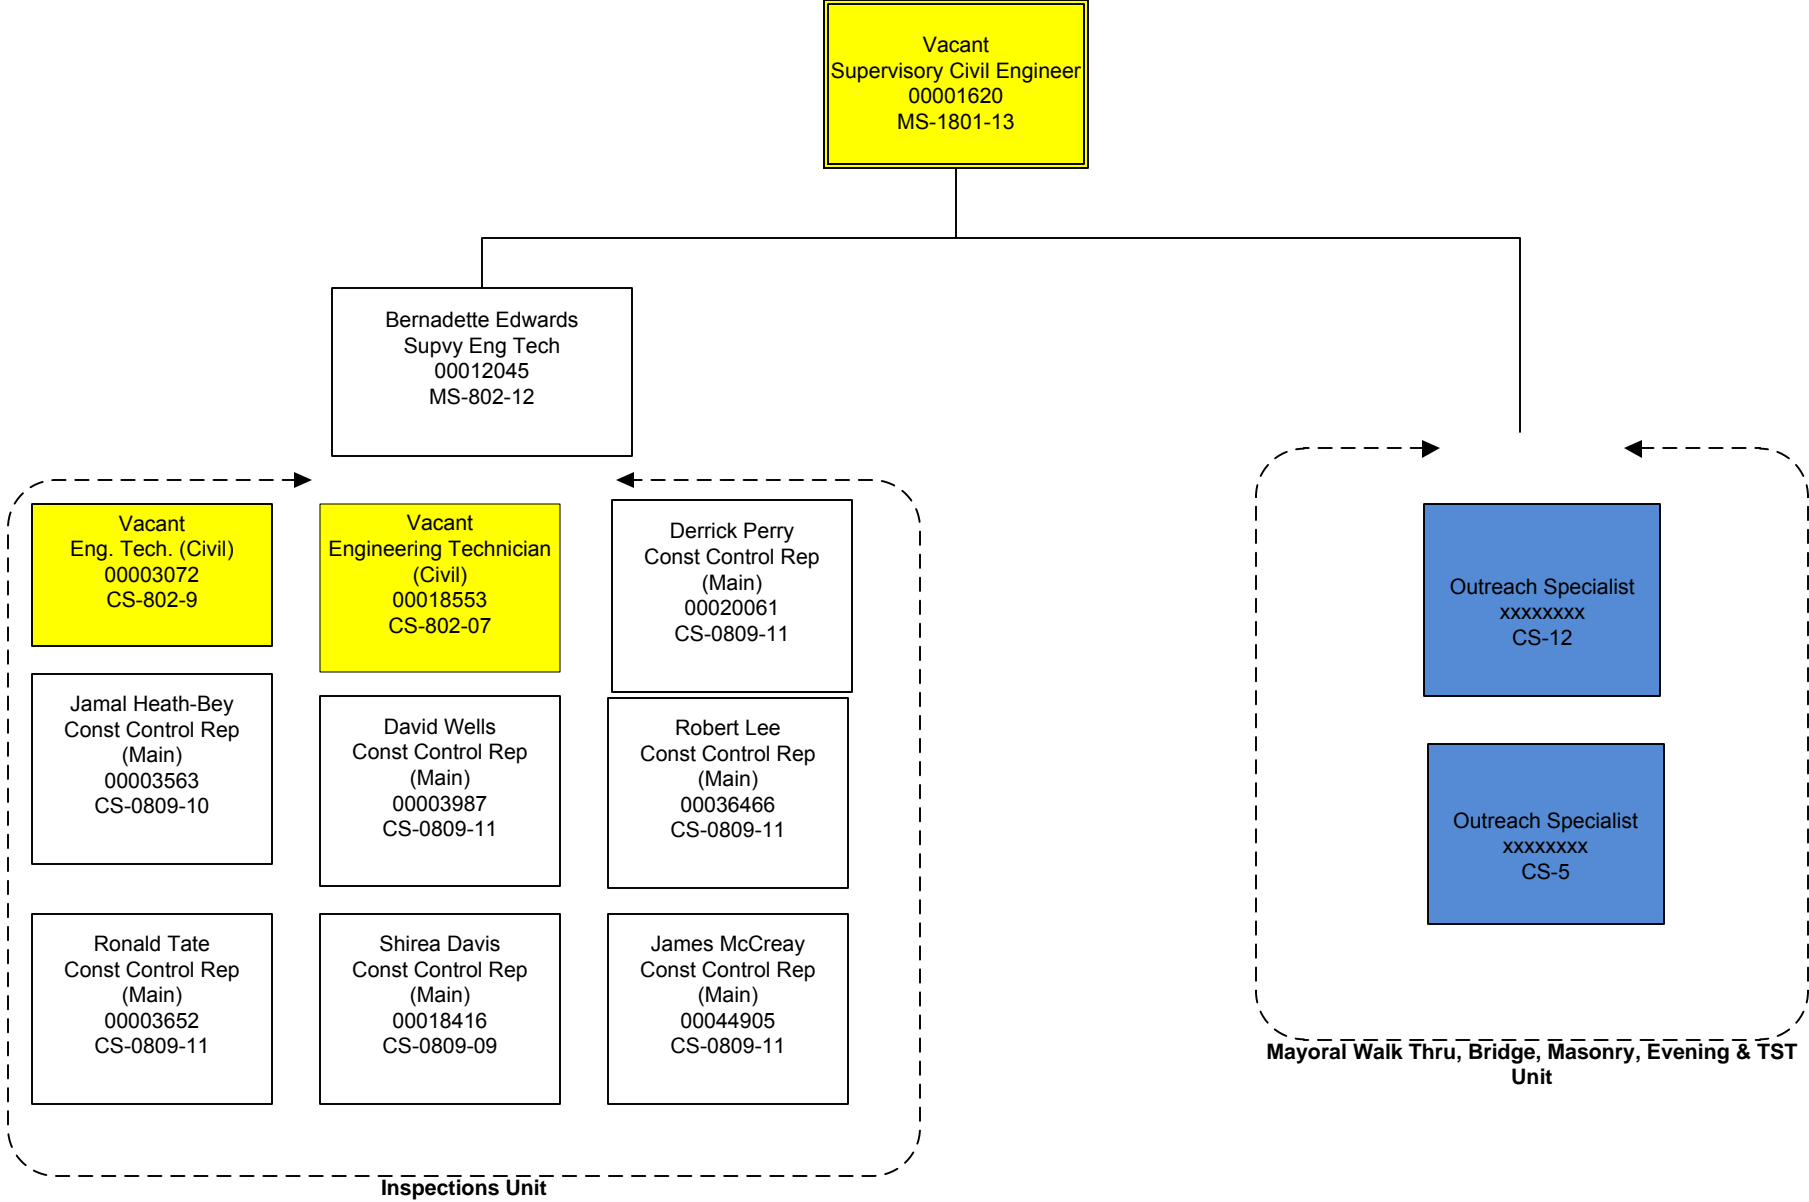 Vacant
Supervisory Civil Engineer
00001620
MS-1801-13
Bernadette Edwards
Supvy Eng Tech
00012045
MS-802-12
Vacant
Eng. Tech. (Civil)
00003072
CS-802-9
Vacant
Engineering Technician
(Civil)
00018553
CS-802-07
Derrick Perry
Const Control Rep
(Main)
00020061
CS-0809-11
Jamal Heath-Bey
Const Control Rep
(Main)
00003563
CS-0809-10
David Wells
Const Control Rep
(Main)
00003987
CS-0809-11
Robert Lee
Const Control Rep
(Main)
00036466
CS-0809-11
Ronald Tate
Const Control Rep
(Main)
00003652
CS-0809-11
Shirea Davis
Const Control Rep
(Main)
00018416
CS-0809-09
James McCreay
Const Control Rep
(Main)
00044905
CS-0809-11
Inspections Unit
Outreach Specialist
xxxxxxxx
CS-12
Outreach Specialist
xxxxxxxx
CS-5
Mayoral Walk Thru, Bridge, Masonry, Evening & TST
Unit